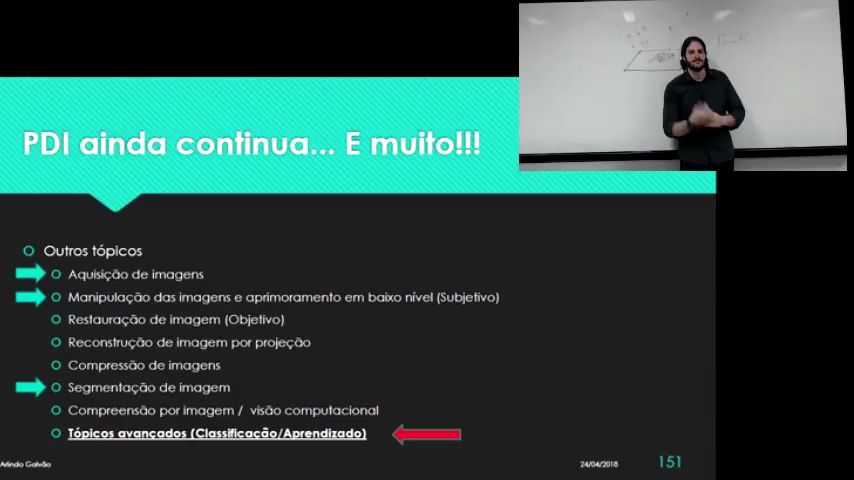 PDI ainda continua... E muito!!!
Outros tópicos
Aquisição de imagens
Manipulação das imagens e aprimoramento em baixo nível (Subjetivo)
Restauração de imagem (Objetivo)
Reconstrução de imagem por projeção
Compressão de imagens
Segmentação de imagem
Compreensão por imagem / visão computacional
Tópicos avançados (Classificação/Aprendizado)
Arlindo Galvão
24/04/2018
151